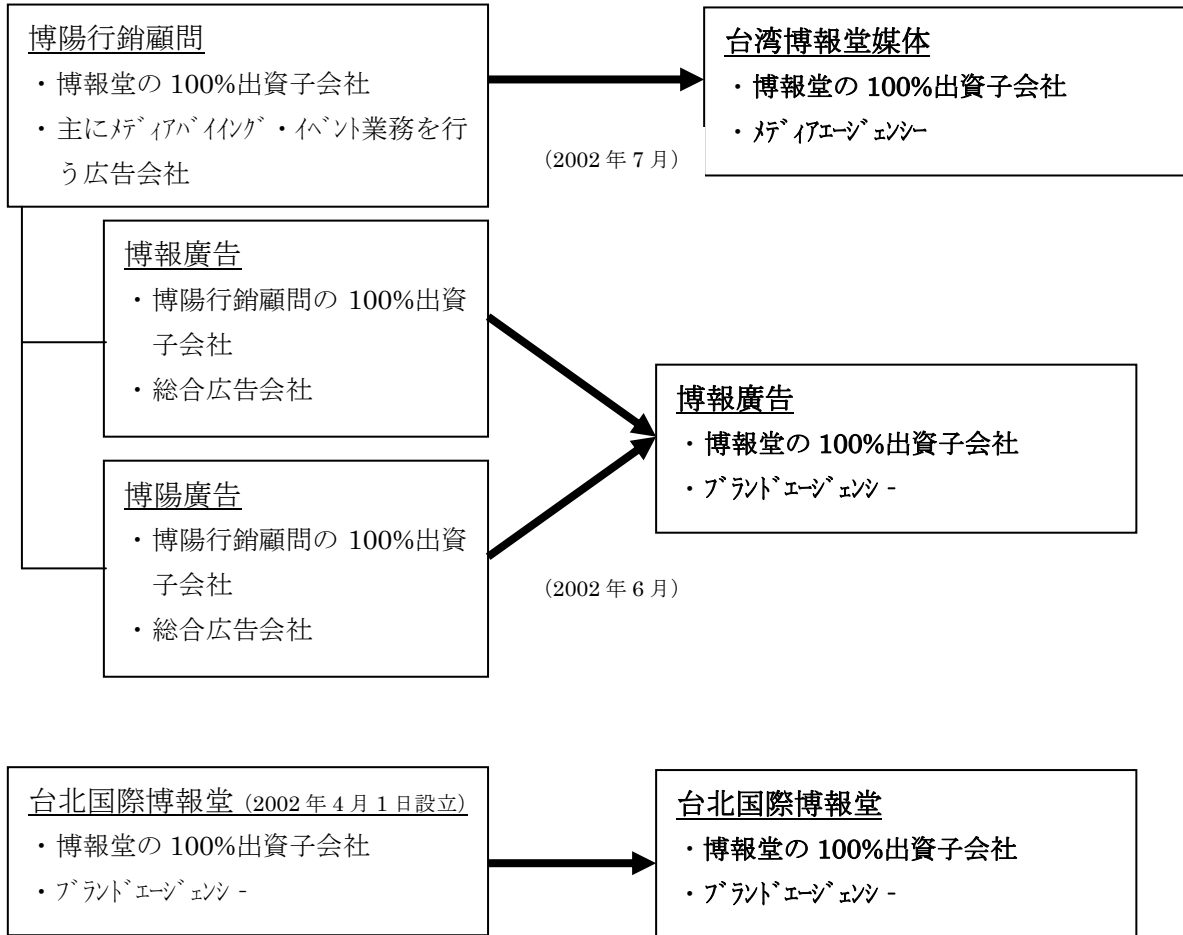 博陽行銷顧問
・博報堂の 100%出資子会社
・主にﾒﾃﾞｨｱﾊﾞｲｲﾝｸﾞ・ｲﾍﾞﾝﾄ業務を行
う広告会社
台湾博報堂媒体
・博報堂の 100%出資子会社
・ﾒﾃﾞｨｱｴｰｼﾞｪﾝｼｰ
（2002 年 7 月）
博報廣告
・博陽行銷顧問の 100%出資
子会社
・総合広告会社
博陽廣告
・博陽行銷顧問の 100%出資
子会社
・総合広告会社
博報廣告
・博報堂の 100%出資子会社
・ﾌﾞﾗﾝﾄﾞｴｰｼﾞｪﾝｼ-
（2002 年 6 月）
台北国際博報堂（2002 年 4 月 1 日設立）
・博報堂の 100%出資子会社
・ﾌﾞﾗﾝﾄﾞｴｰｼﾞｪﾝｼ-
台北国際博報堂
・博報堂の 100%出資子会社
・ﾌﾞﾗﾝﾄﾞｴｰｼﾞｪﾝｼ-